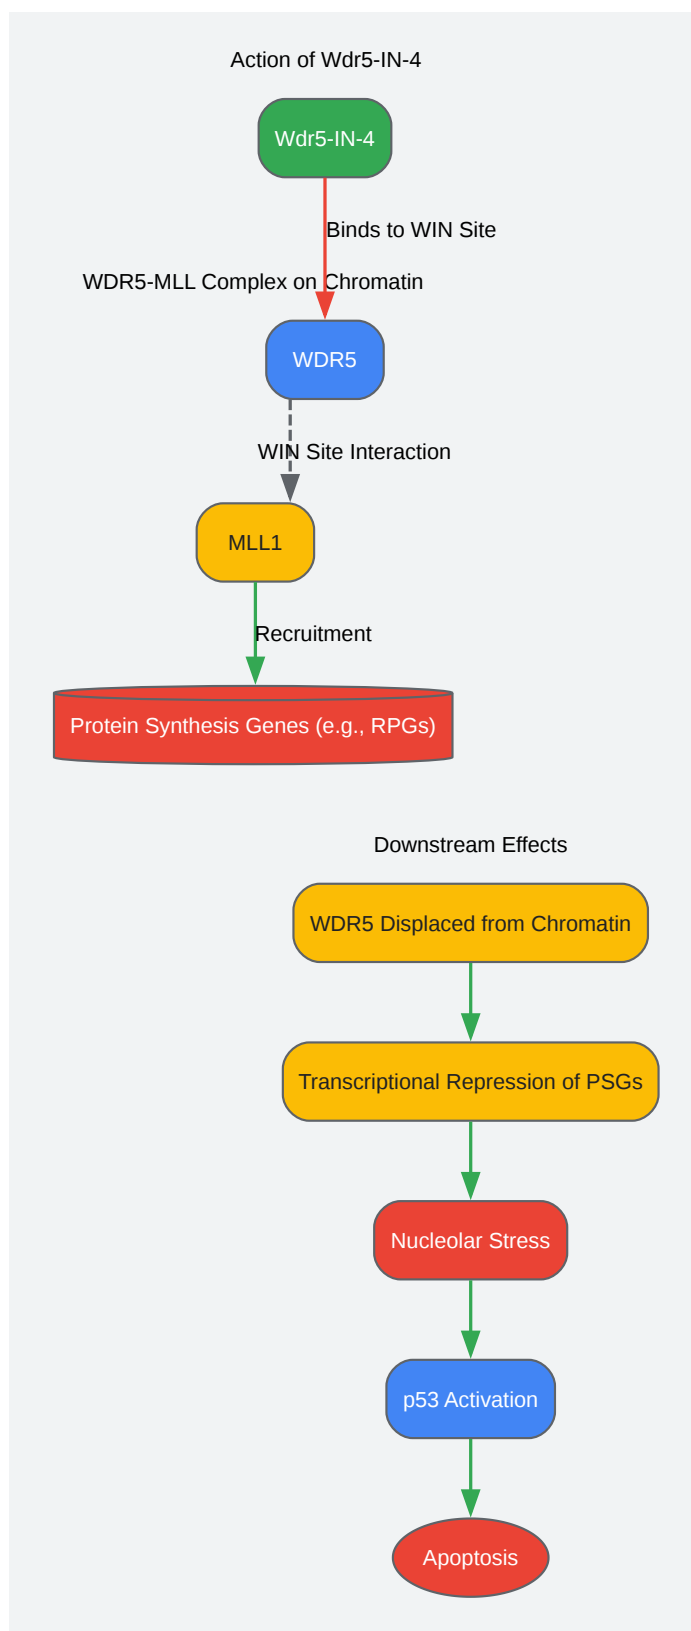 Action of Wdr5-IN-4
Wdr5-IN-4
Binds to WIN Site
WDR5-MLL Complex on Chromatin
WDR5
WIN Site Interaction
MLL1
Recruitment
Protein Synthesis Genes (e.g., RPGs)
Downstream Effects
WDR5 Displaced from Chromatin
Transcriptional Repression of PSGs
Nucleolar Stress
p53 Activation
Apoptosis